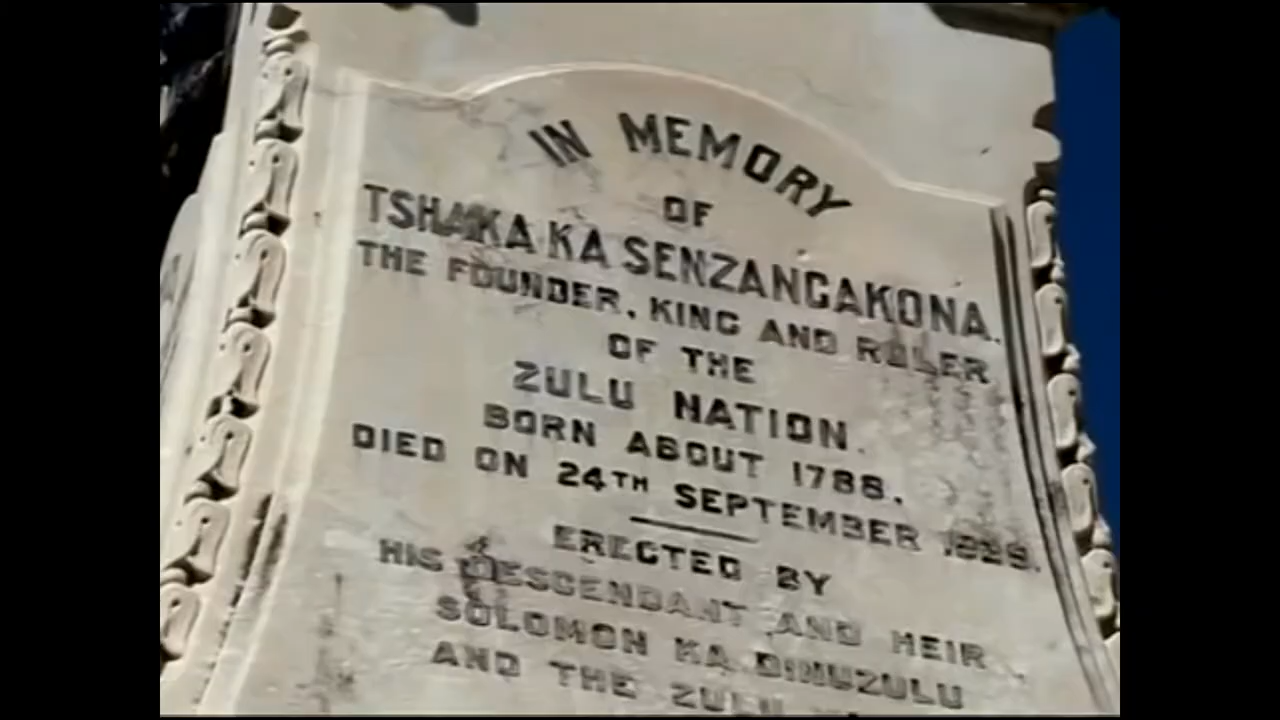 IN MEMORY
OF
TSHAKA KA SENZANGAKONA.
THE FOUNDER, KING AND RULER
OF THE
ZULU NATION.
BORN ABOUT 1788.
DIED ON 24TH SEPTEMBER
ERECTED BY
HIS DESCENDANT AND HEIR
SOLOMON KA DINUZULU
AND THE ZULU